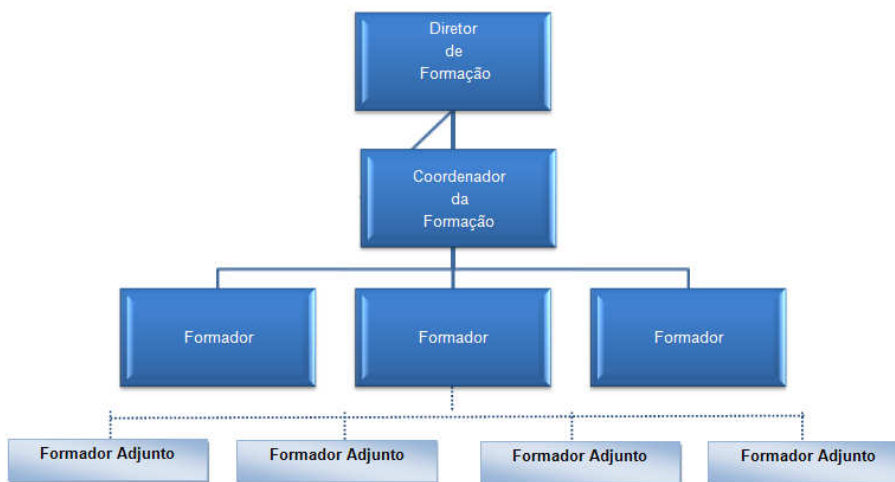 Diretor
de
Formação
Coordenador
da
Formação
Formador
Formador
Formador
Formador Adjunto
Formador Adjunto
Formador Adjunto
Formador Adjunto